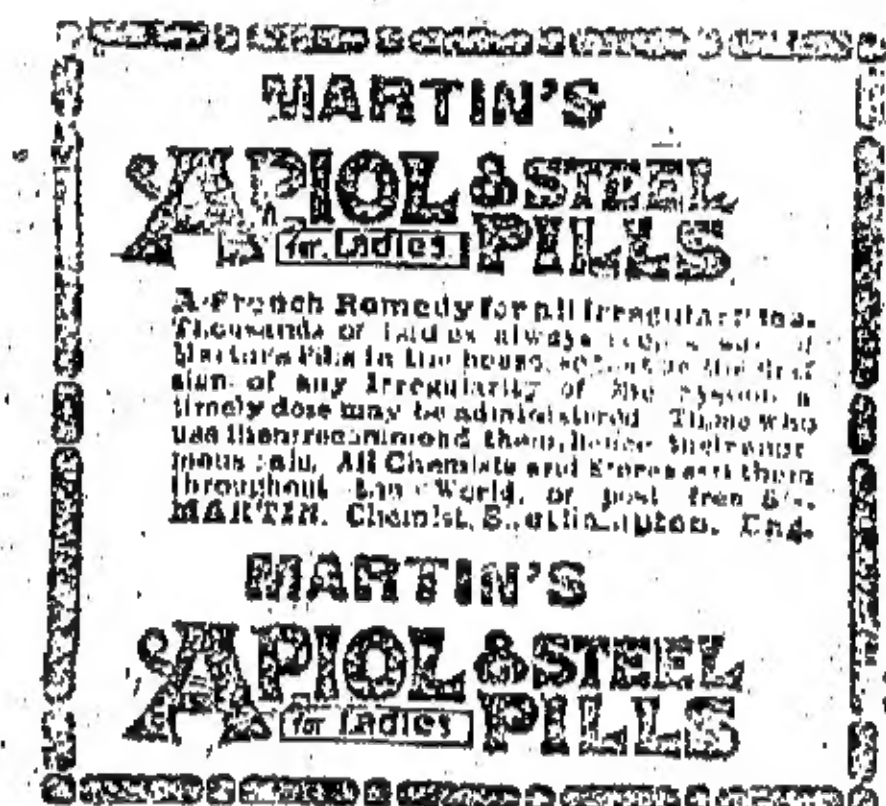 MARTIN'S
APIOL & STEEL
for Ladies PILLS
A French Remedy for all Irregularities.
Thousands of Ladies always keep a box of
Martin's Pills in the house, so that on the first
sign of any Irregularity of the System a
timely dose may be administered. Those who
use them recommend them, hence their enor-
mous sale. All Chemists and Stores sell them
throughout the World, or post free 5/-.
MARTIN, Chemist, Southampton, Eng.
MARTIN'S
APIOL & STEEL
for Ladies PILLS